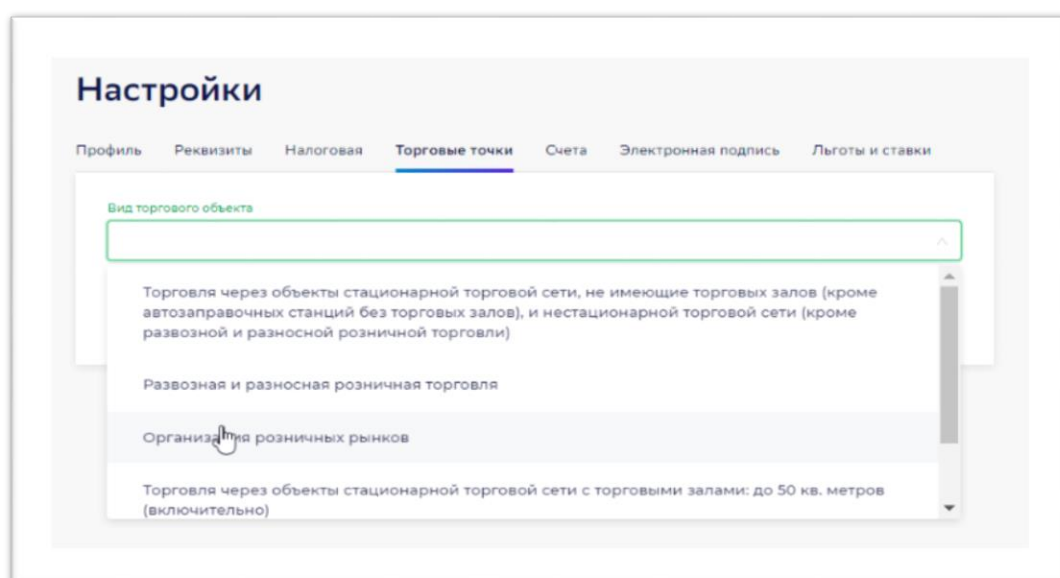 Настройки
Профиль Реквизиты Налоговая Торговые точки Счета Электронная подпись Льготы и ставки
Вид торгового объекта
Торговля через объекты стационарной торговой сети, не имеющие торговых залов (кроме
автозаправочных станций без торговых залов), и нестационарной торговой сети (кроме
развозной и разносной розничной торговли)
Развозная и разносная розничная торговля
Организация розничных рынков
Торговля через объекты стационарной торговой сети с торговыми залами: до 50 кв. метров
(включительно)